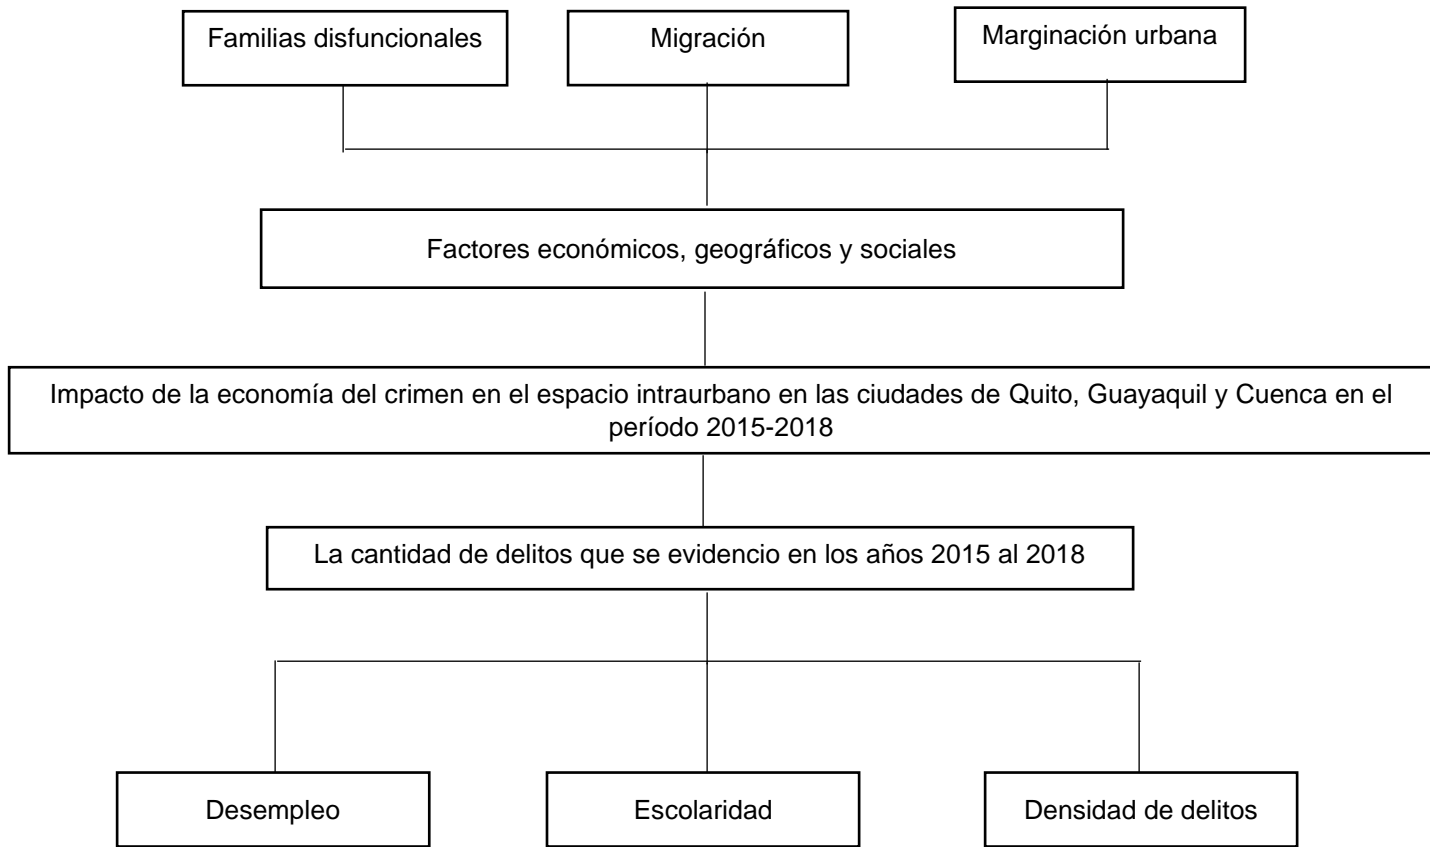 Familias disfuncionales
Migración
Marginación urbana
Factores económicos, geográficos y sociales
Impacto de la economía del crimen en el espacio intraurbano en las ciudades de Quito, Guayaquil y Cuenca en el
período 2015-2018
La cantidad de delitos que se evidencio en los años 2015 al 2018
Desempleo
Escolaridad
Densidad de delitos